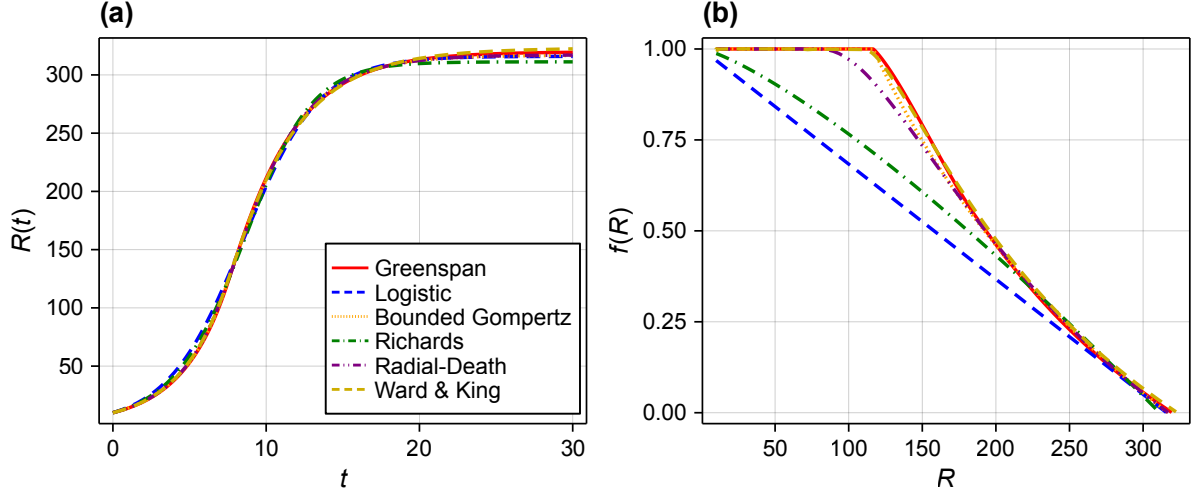 (a)
R(t)
300
250
200
150
100
50
0
10
20
30
t
Greenspan
Logistic
Bounded Gompertz
Richards
Radial-Death
Ward & King
(b)
f(R)
1.00
0.75
0.50
0.25
0.00
50
100
150
200
250
300
R